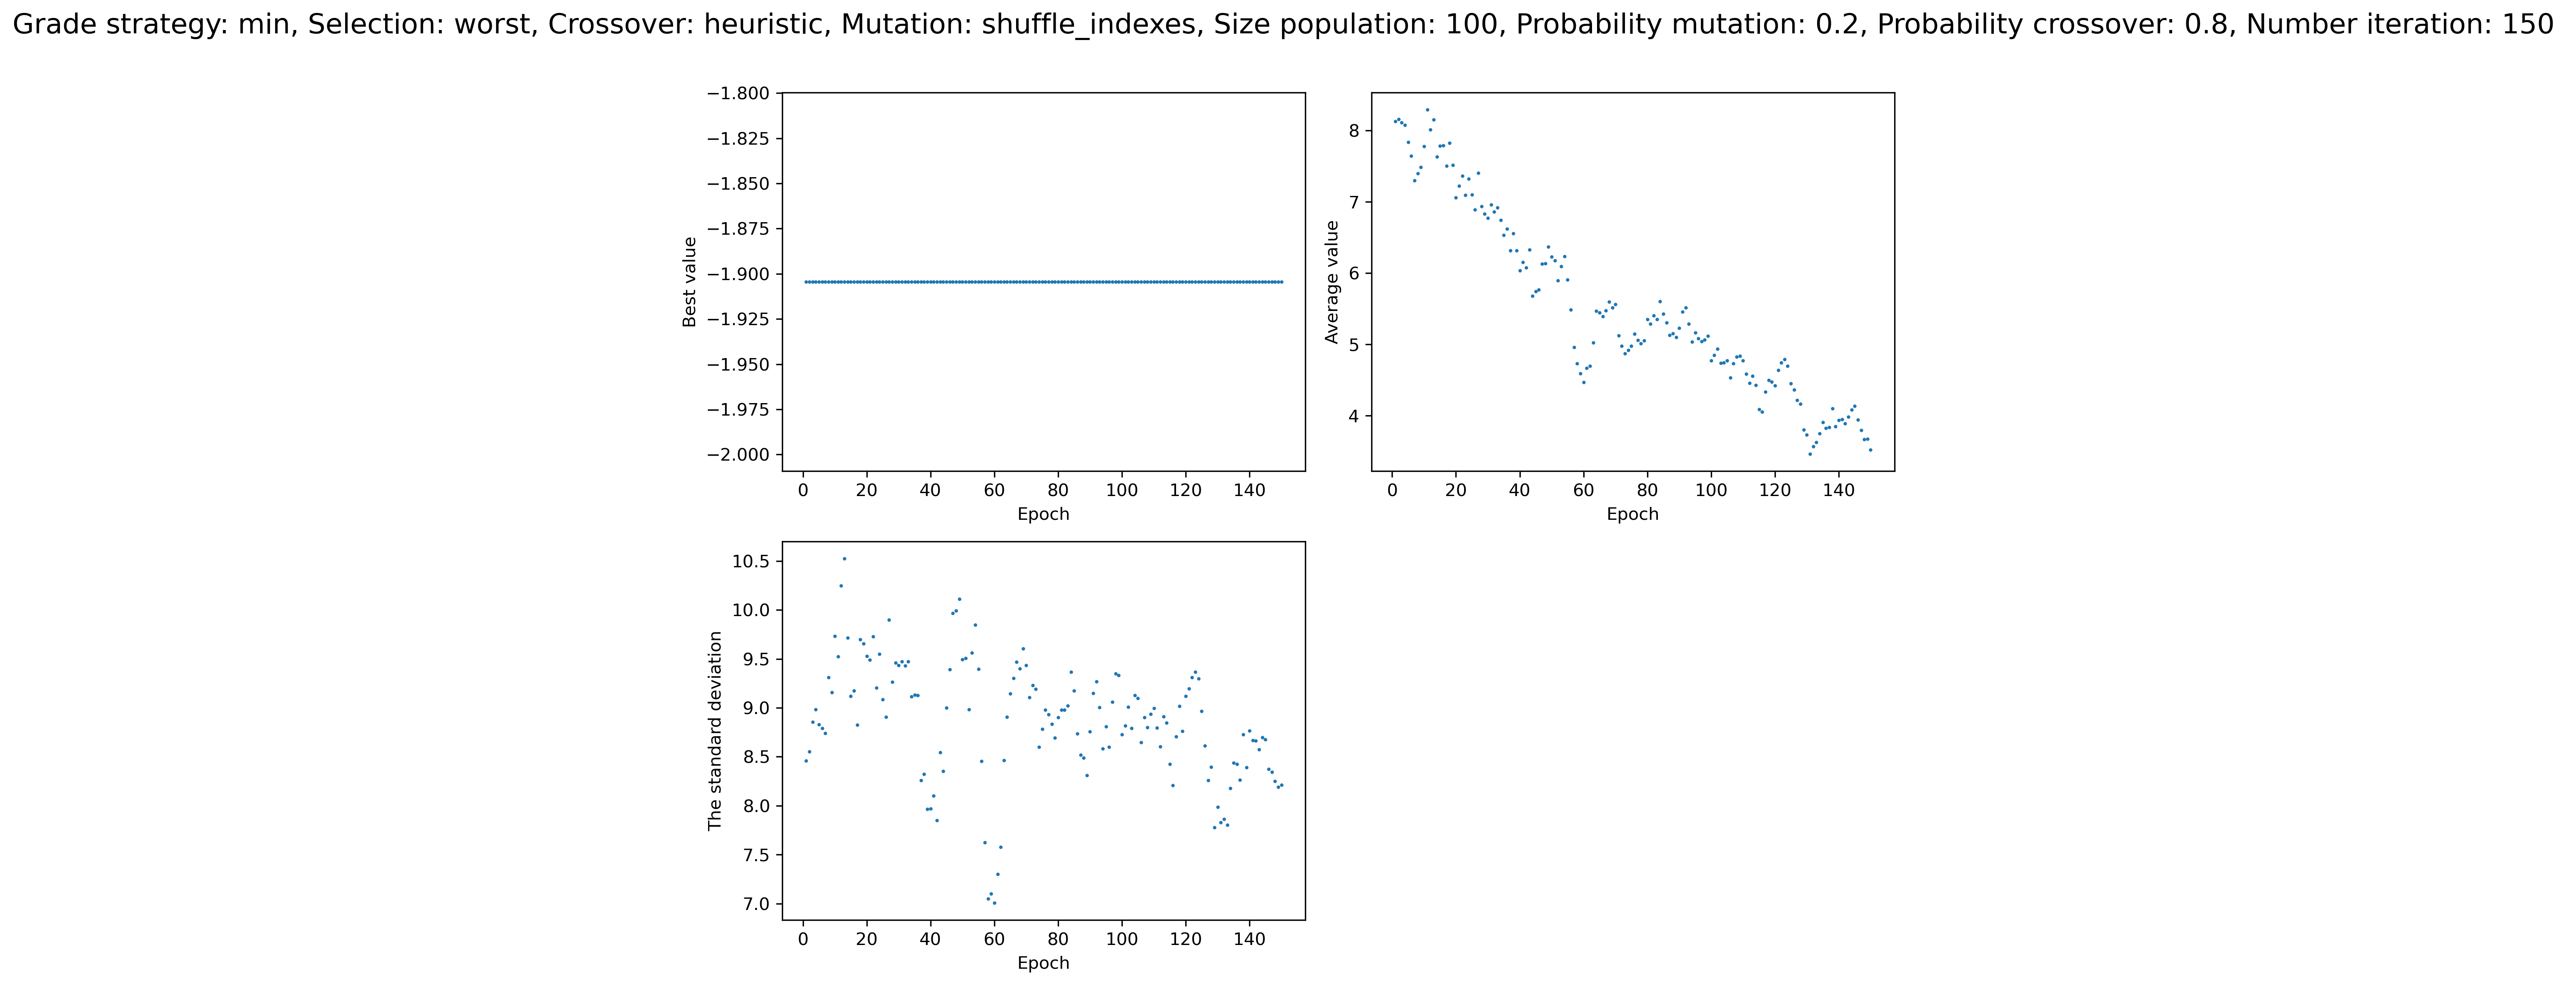 Grade strategy: min, Selection: worst, Crossover: heuristic, Mutation: shuffle_indexes, Size population: 100, Probability mutation: 0.2, Probability crossover: 0.8, Number iteration: 150
−1.800
−1.825
−1.850
−1.875
−1.900
−1.925
−1.950
−1.975
−2.000
Best value
0 20 40 60 80 100 120 140
Epoch
8
7
6
5
4
Average value
0 20 40 60 80 100 120 140
Epoch
10.5
10.0
9.5
9.0
8.5
8.0
7.5
7.0
The standard deviation
0 20 40 60 80 100 120 140
Epoch